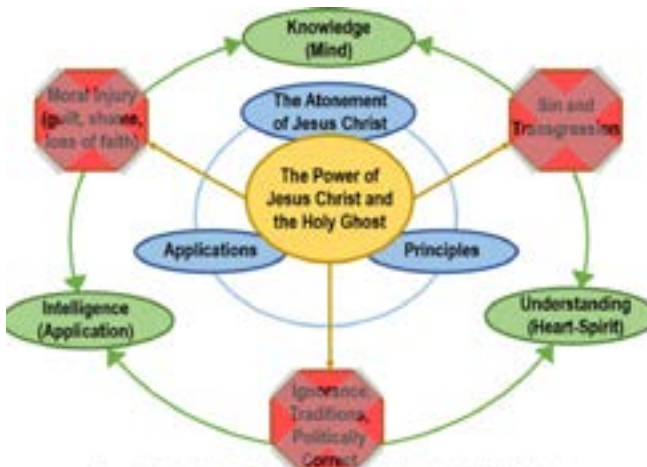 Knowledge
(Mind)
Moral Injury
(guilt, shame,
loss of faith)
The Atonement
of Jesus Christ
Sin and
Transgression
The Power of
Jesus Christ and
the Holy Ghost
Applications
Principles
Intelligence
(Application)
Understanding
(Heart-Spirit)
Ignorance,
Traditions,
Politically
Correct